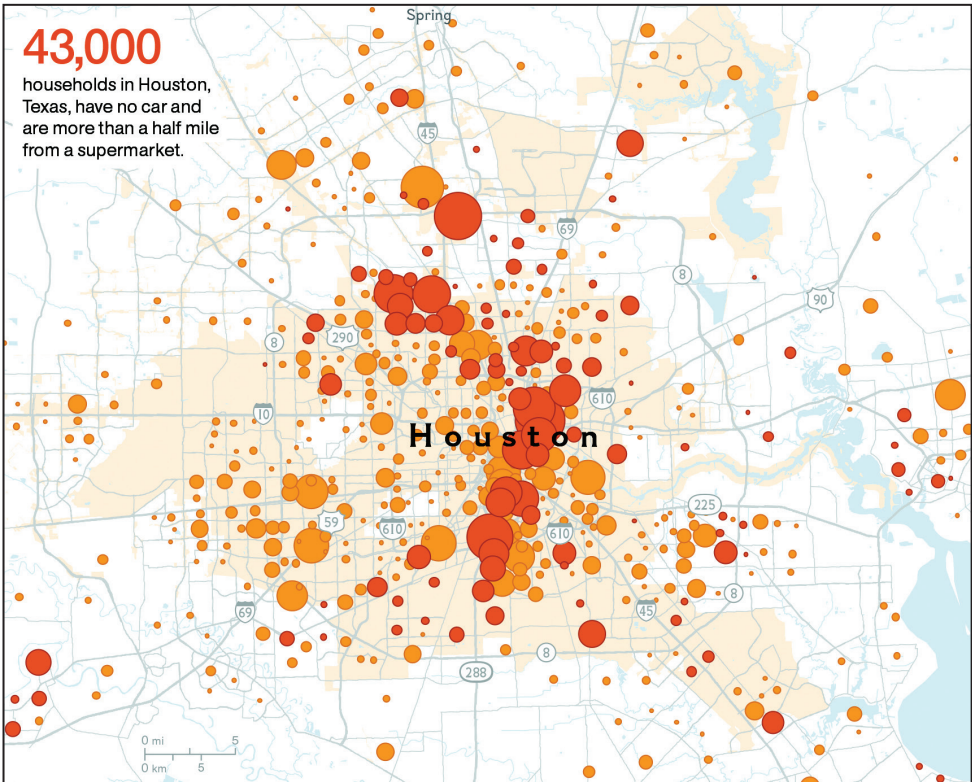 Spring
43,000
households in Houston,
Texas, have no car and
are more than a half mile
from a supermarket.
45
69
8
90
8
290
610
10
Houston
225
59
610
610
8
69
45
8
288
0 mi 5
0 km 5